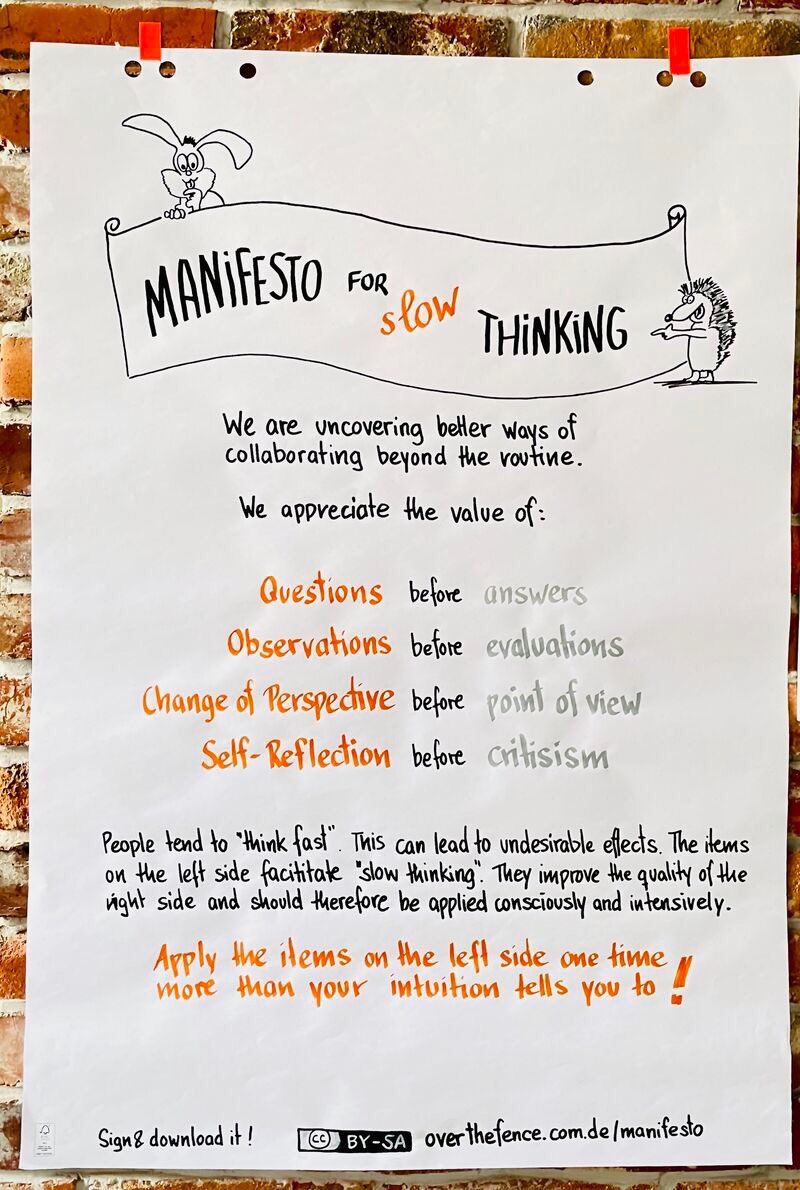 MANiFESTO FOR slow THiNKiNG
We are uncovering better ways of
collaborating beyond the routine.
We appreciate the value of:
Questions before answers
Observations before evaluations
Change of Perspective before point of view
Self-Reflection before critisism
People tend to "think fast". This can lead to undesirable effects. The items
on the left side facititate "slow thinking". They improve the quality of the
right side and should therefore be applied consciously and intensively.
Apply the items on the left side one time
more than your intuition tells you to!
Sign & download it! cc BY-SA overthefence.com.de/manifesto